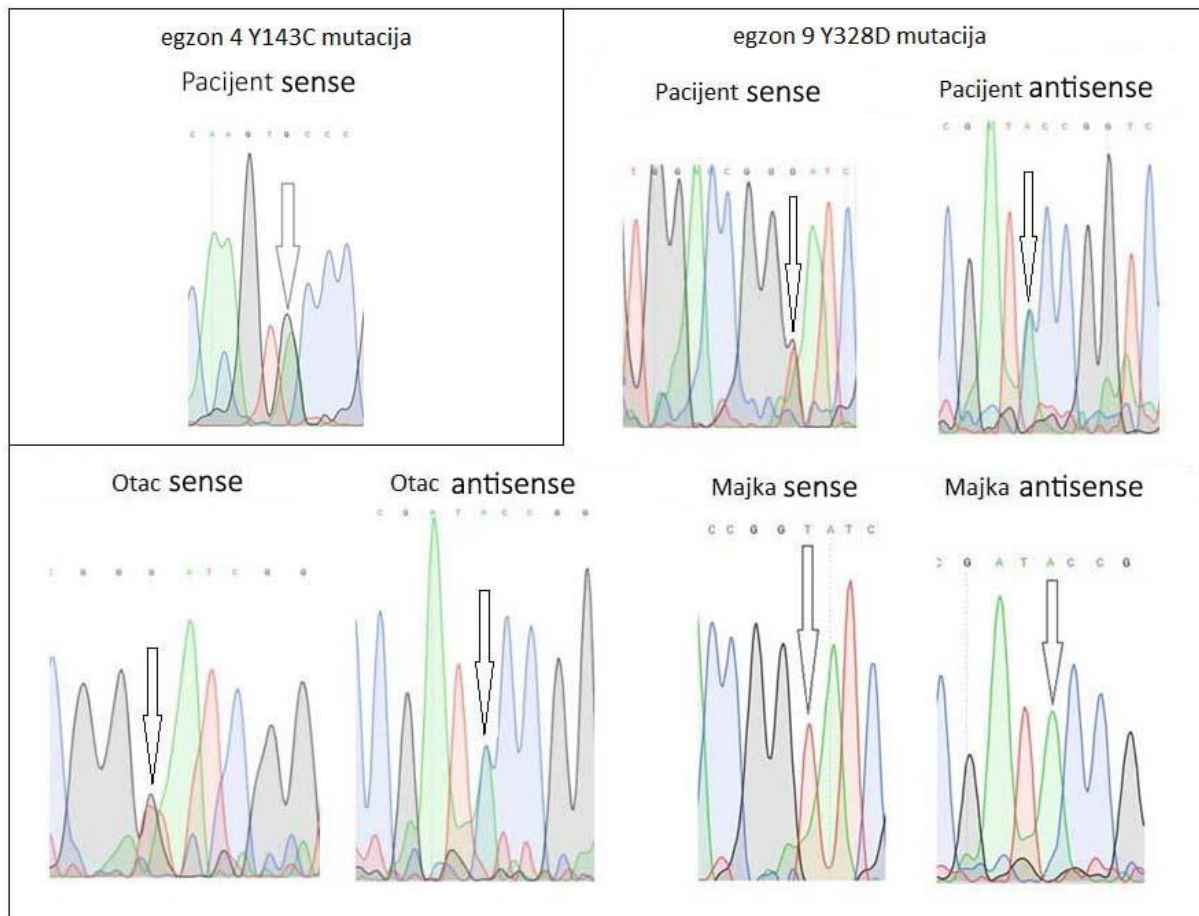 egzon 4 Y143C mutacija
Pacijent sense
C A A G T G C C C
egzon 9 Y328D mutacija
Pacijent sense
T G G C C G G G A T C
Pacijent antisense
C G A T A C C G G T C
Otac sense
G G G A T C G G
Otac antisense
C G A T A C C G G
Majka sense
C C G G T A T C
Majka antisense
C G A T A C C G